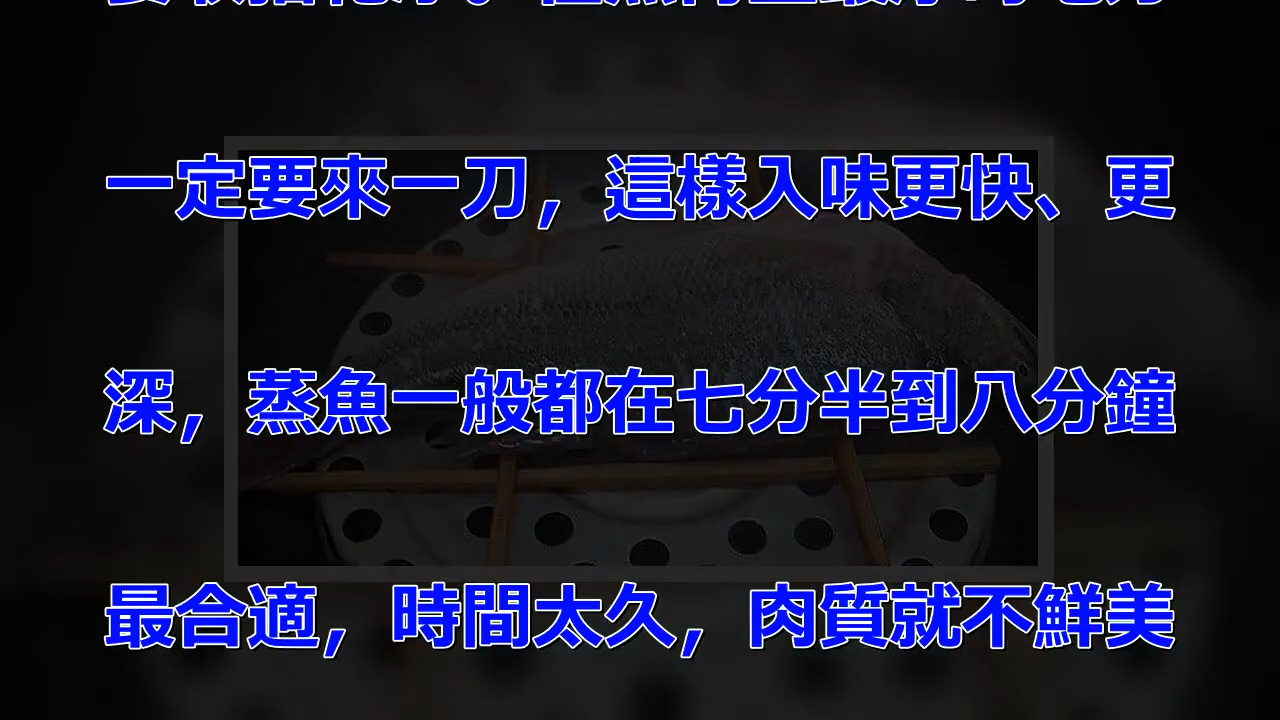 一定要來一刀，這樣入味更快、更
深，蒸魚一般都在七分半到八分鐘
最合適，時間太久，肉質就不鮮美